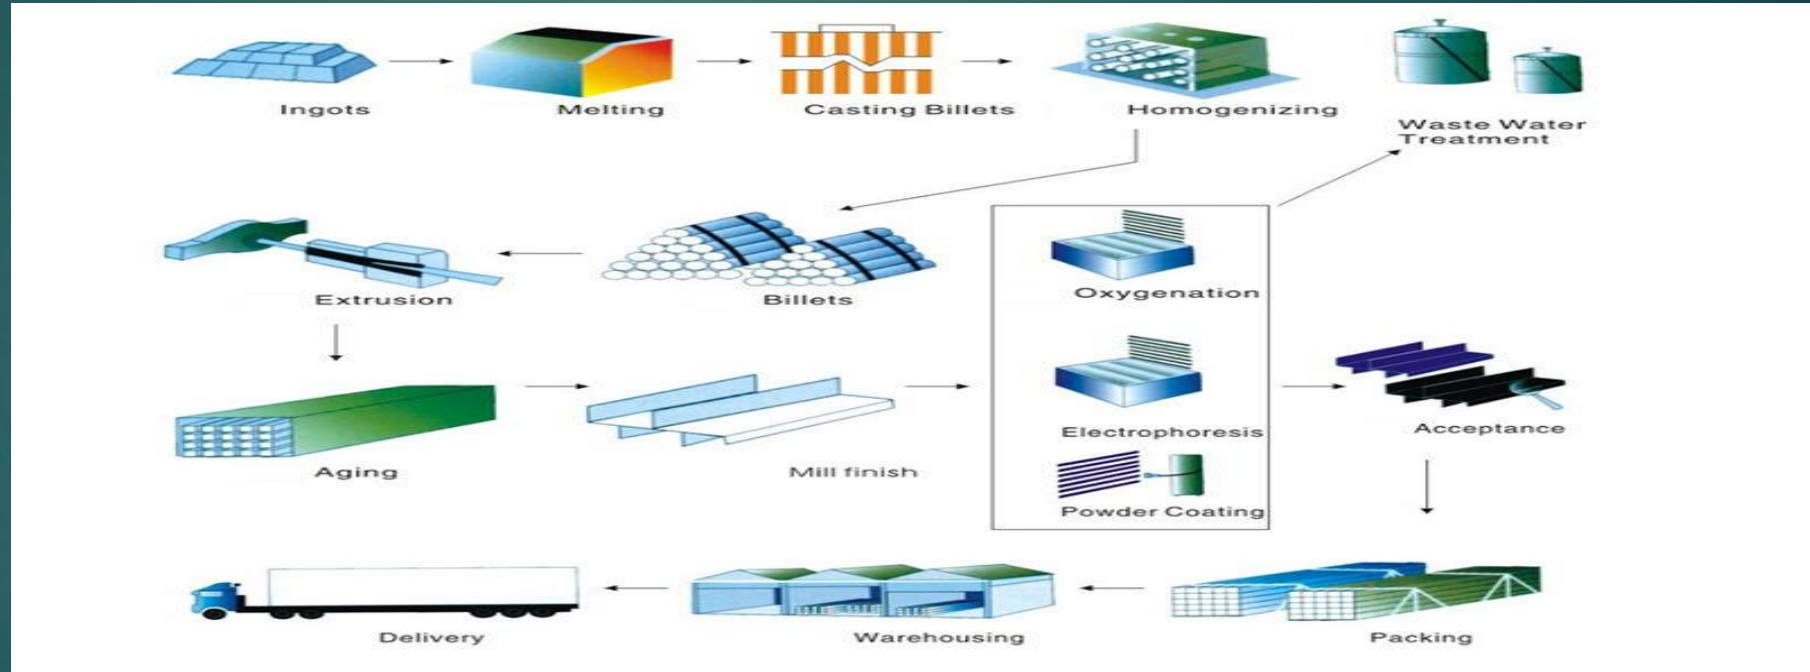 Ingots
Melting
Casting Billets
Homogenizing
Waste Water
Treatment
Extrusion
Billets
Oxygenation
Electrophoresis
Powder Coating
Aging
Mill finish
Acceptance
Delivery
Warehousing
Packing